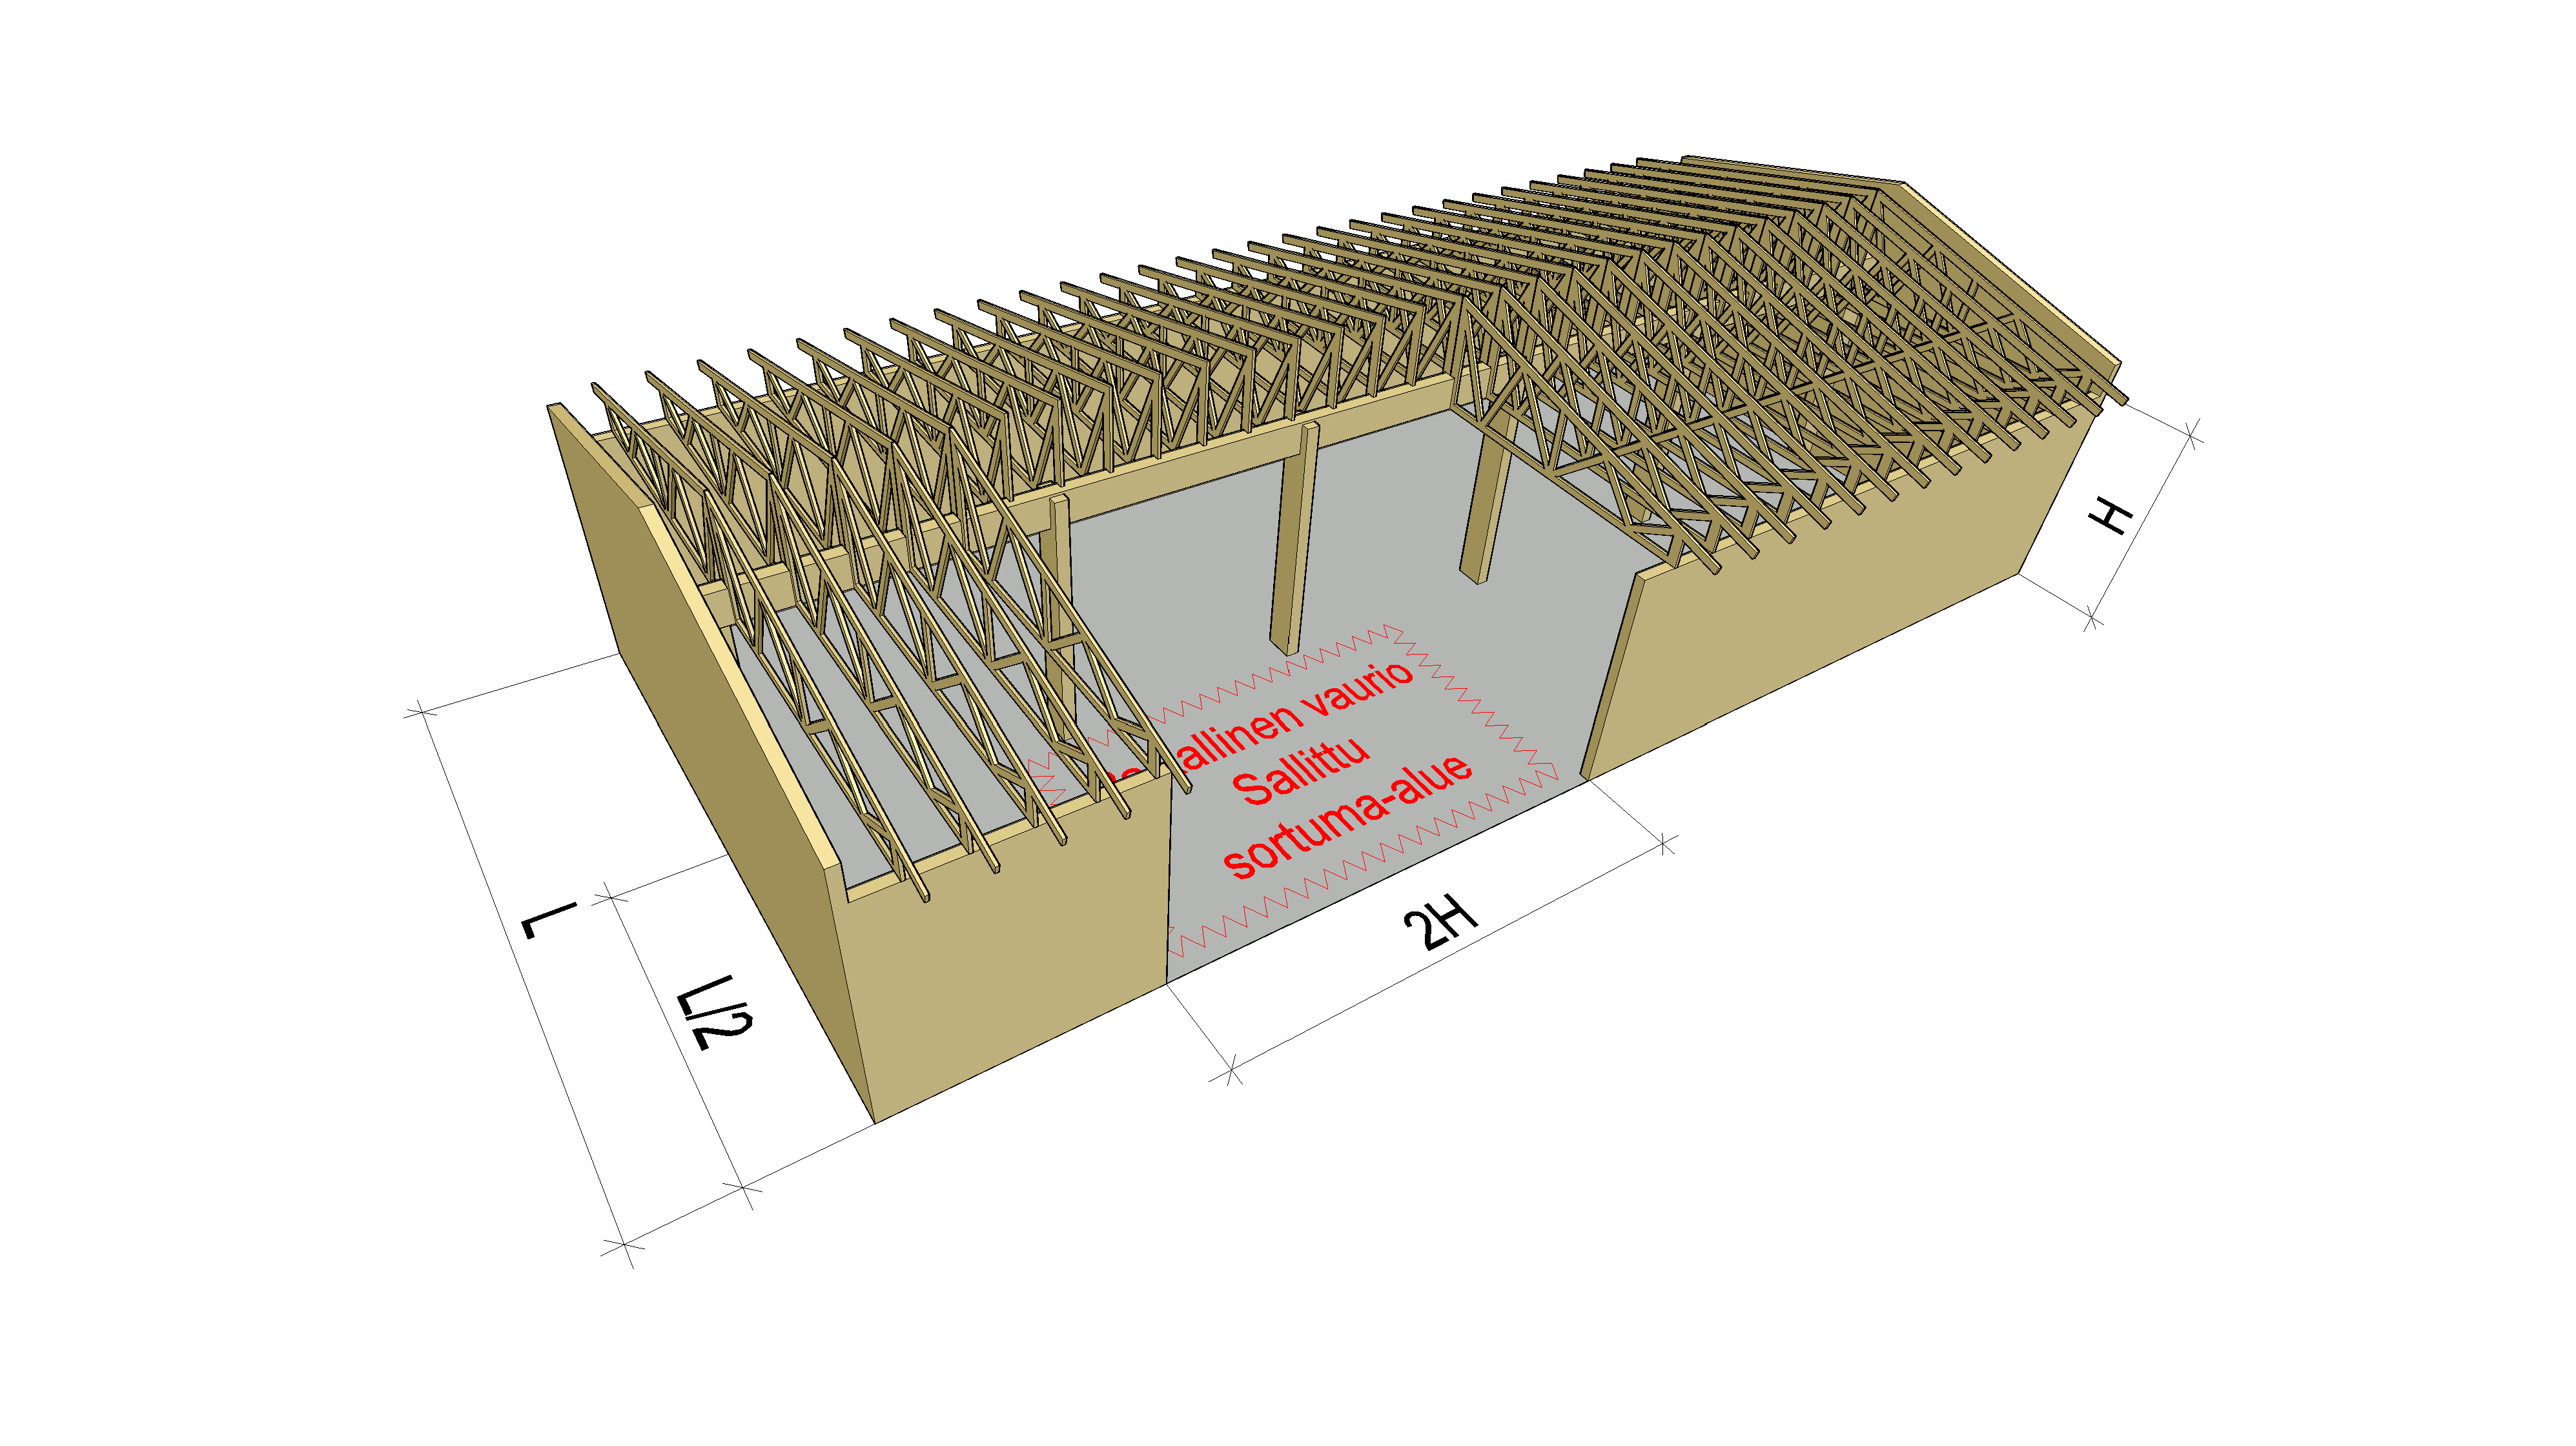 allinen vaurio
Sallittu
sortuma-alue
H
2H
L
L/2